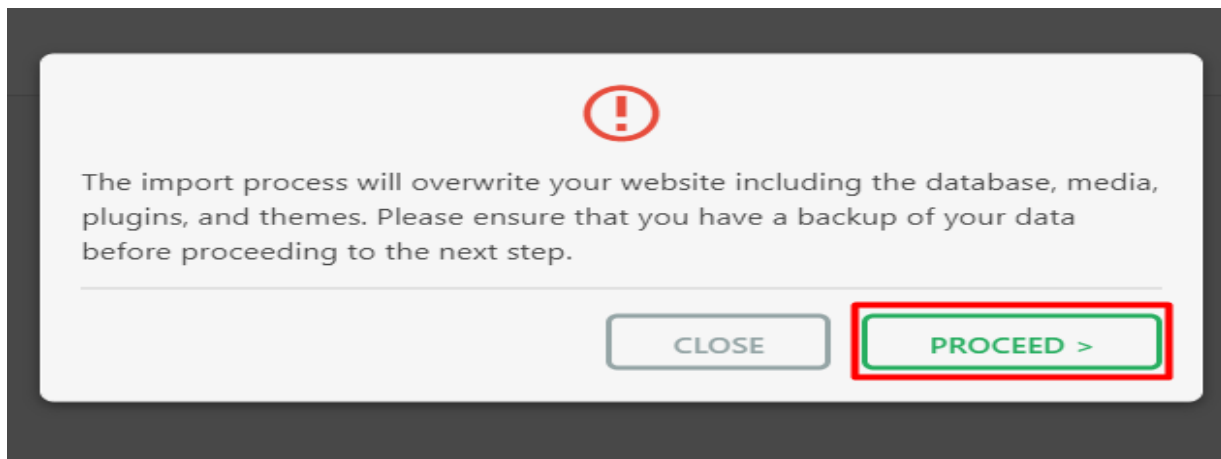 The import process will overwrite your website including the database, media,
plugins, and themes. Please ensure that you have a backup of your data
before proceeding to the next step.
CLOSE
PROCEED >